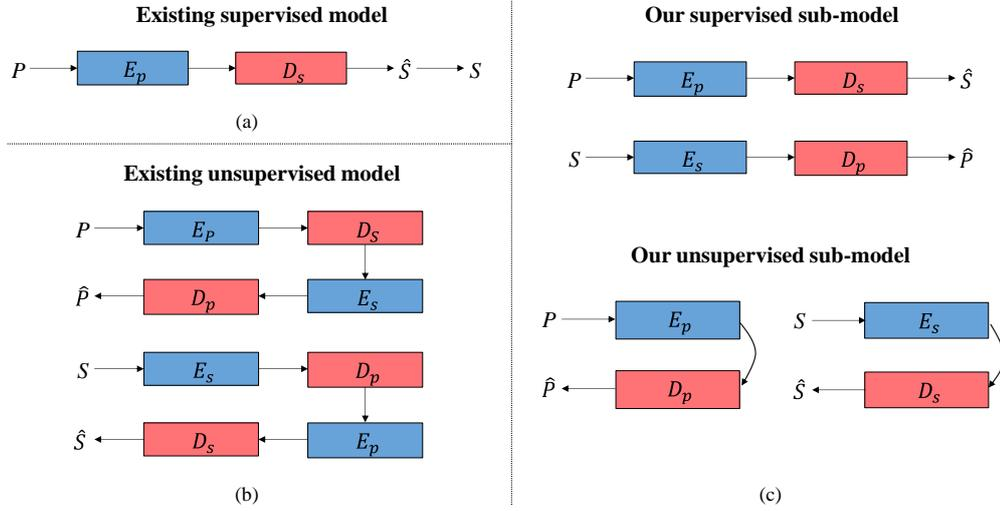 Existing supervised model
P E_p D_s Ŝ S
(a)
Existing unsupervised model
P E_P D_S
P̂ D_p E_s
S E_s D_p
Ŝ D_s E_p
(b)
Our supervised sub-model
P E_p D_s Ŝ
S E_s D_p P̂
Our unsupervised sub-model
P E_p S E_s
P̂ D_p Ŝ D_s
(c)